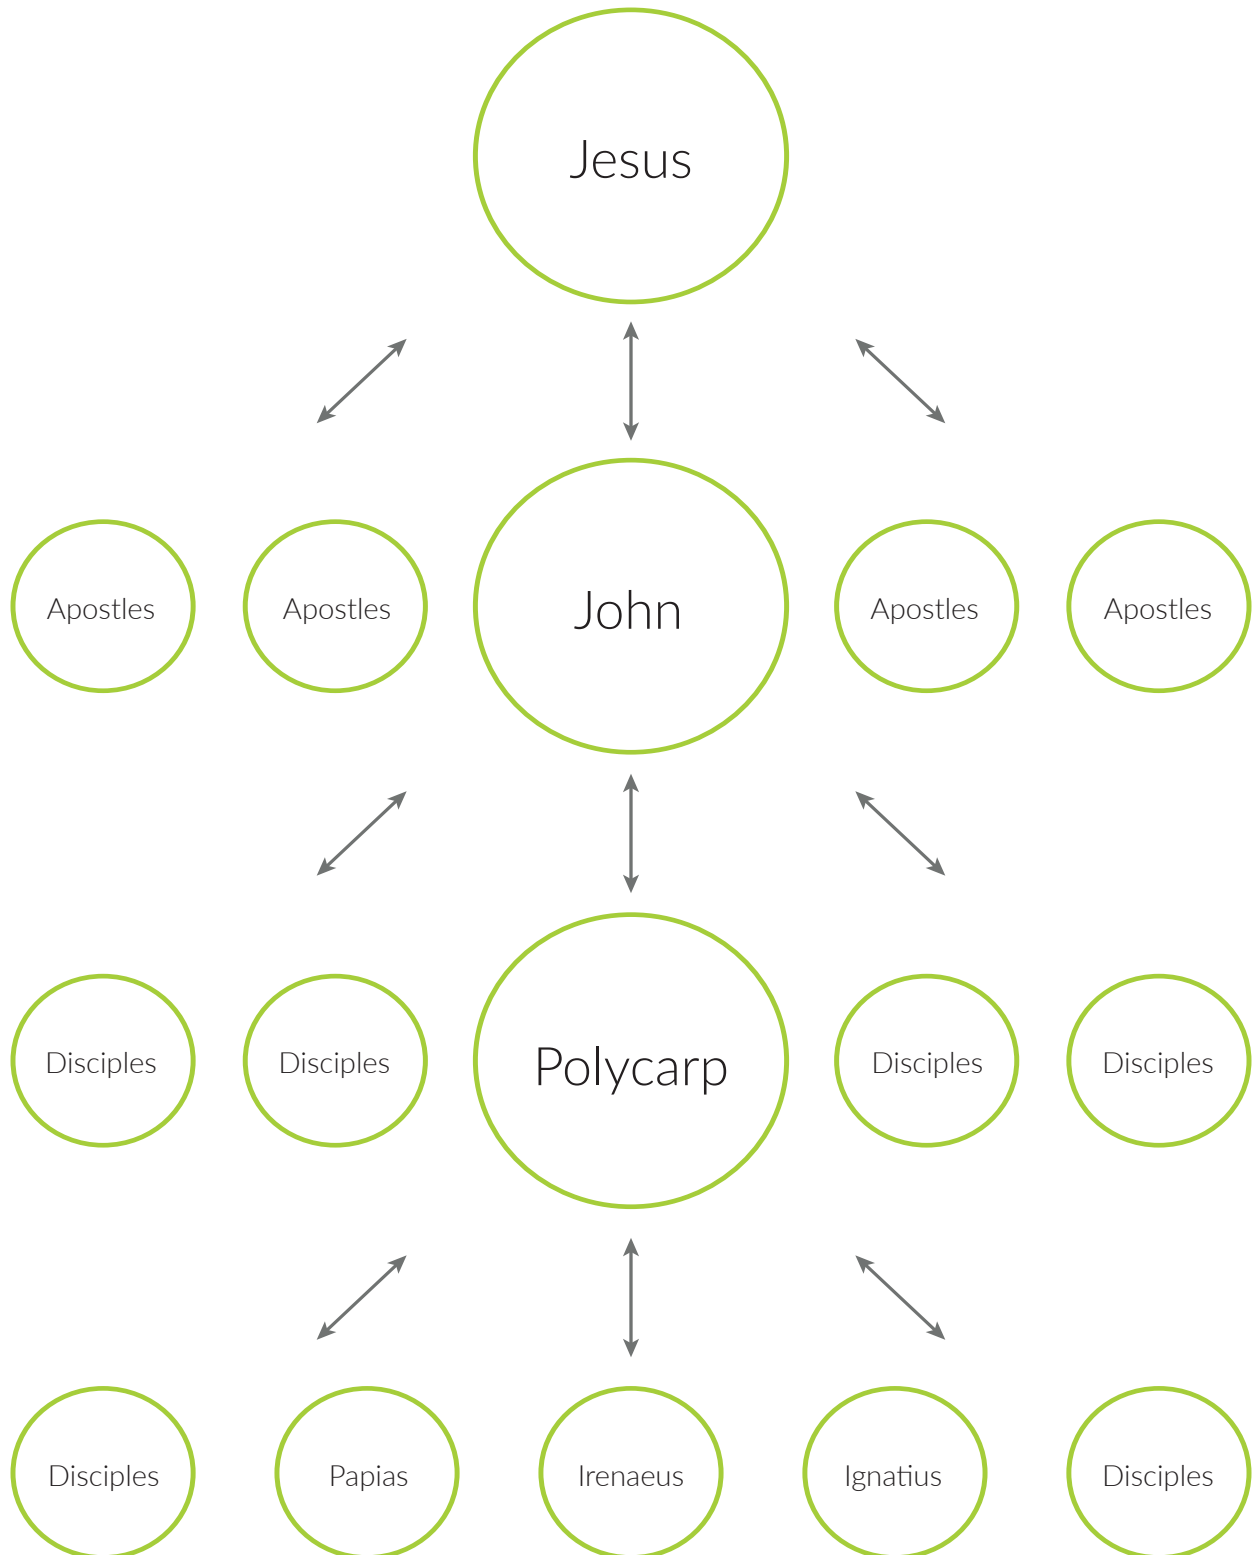 Jesus
Apostles
Apostles
John
Apostles
Apostles
Disciples
Disciples
Polycarp
Disciples
Disciples
Disciples
Papias
Irenaeus
Ignatius
Disciples